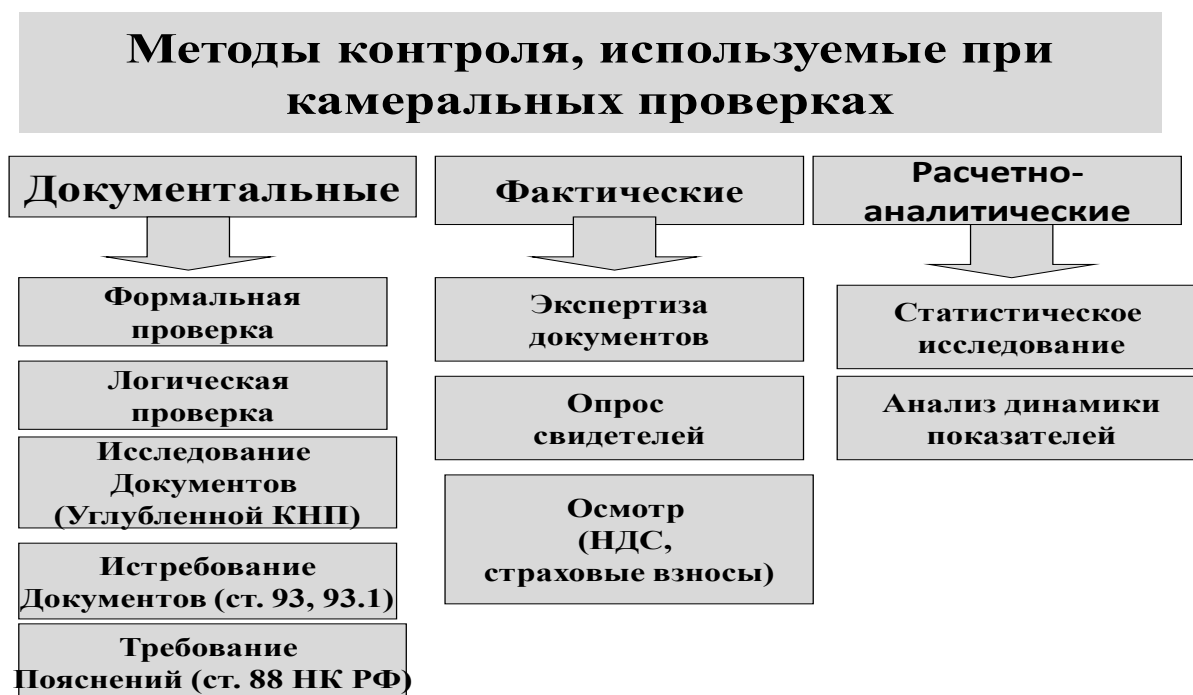 Методы контроля, используемые при
камеральных проверках
Документальные
Формальная
проверка
Логическая
проверка
Исследование
Документов
(Углубленной КНП)
Истребование
Документов (ст. 93, 93.1)
Требование
Пояснений (ст. 88 НК РФ)
Фактические
Экспертиза
документов
Опрос
свидетелей
Осмотр
(НДС,
страховые взносы)
Расчетно-
аналитические
Статистическое
исследование
Анализ динамики
показателей